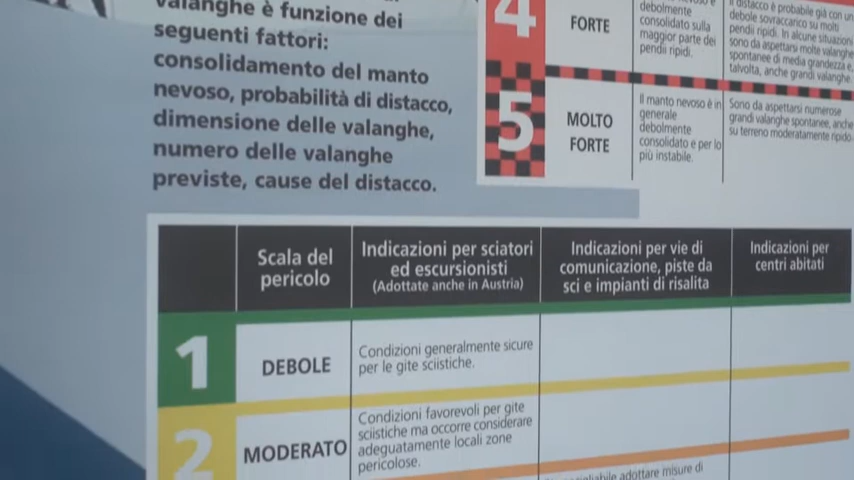 valanghe è funzione dei
seguenti fattori:
consolidamento del manto
nevoso, probabilità di distacco,
dimensione delle valanghe,
numero delle valanghe
previste, cause del distacco.
4
FORTE
debolmente
consolidato sulla
maggior parte dei
pendii ripidi.
Il distacco è probabile già con un
debole sovraccarico su molti
pendii ripidi. In alcune situazioni
sono da aspettarsi molte valanghe
spontanee di media grandezza e,
talvolta, anche grandi valanghe
5
MOLTO
FORTE
Il manto nevoso è in
generale
debolmente
consolidato e per lo
più instabile.
Sono da aspettarsi numerose
grandi valanghe spontanee, anche
su terreno moderatamente ripido.
Scala del
pericolo
Indicazioni per sciatori
ed escursionisti
(Adottate anche in Austria)
Indicazioni per vie di
comunicazione, piste da
sci e impianti di risalita
Indicazioni per
centri abitati
1
DEBOLE
Condizioni generalmente sicure
per le gite sciistiche.
2
MODERATO
Condizioni favorevoli per gite
sciistiche ma occorre considerare
adeguatamente locali zone
pericolose.
adottare misure di